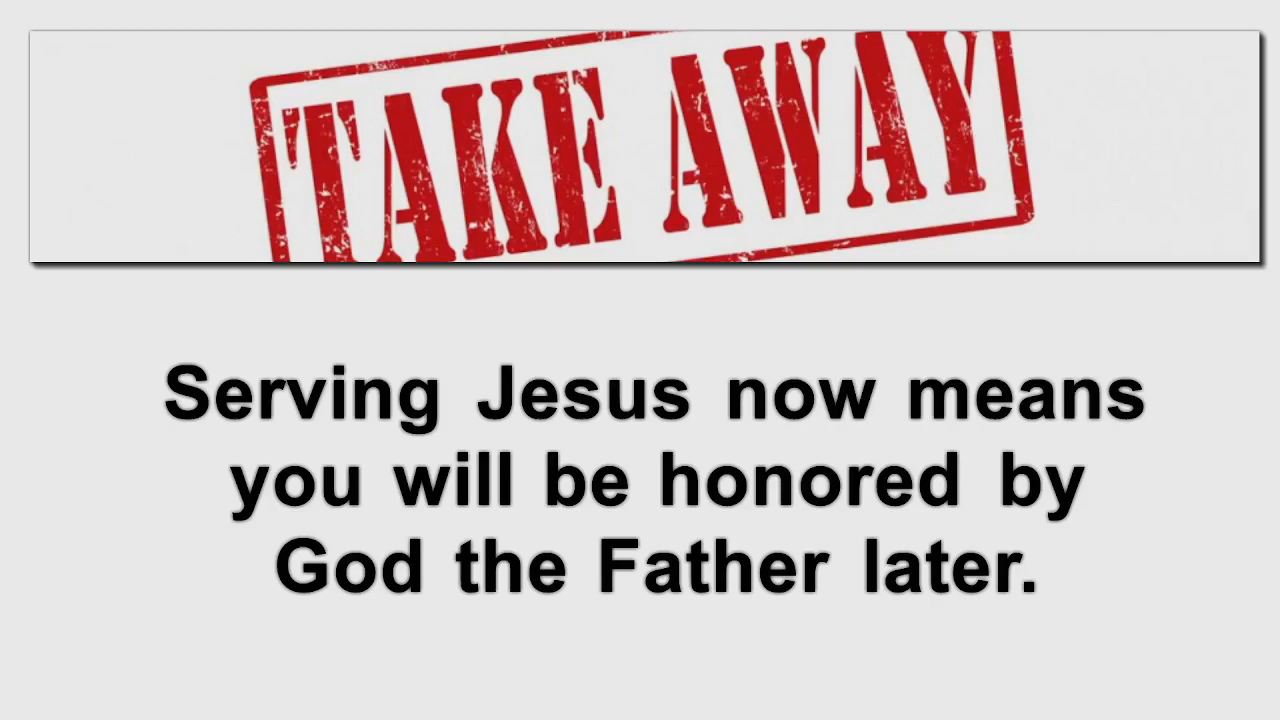 TAKE AWAY
Serving Jesus now means
you will be honored by
God the Father later.